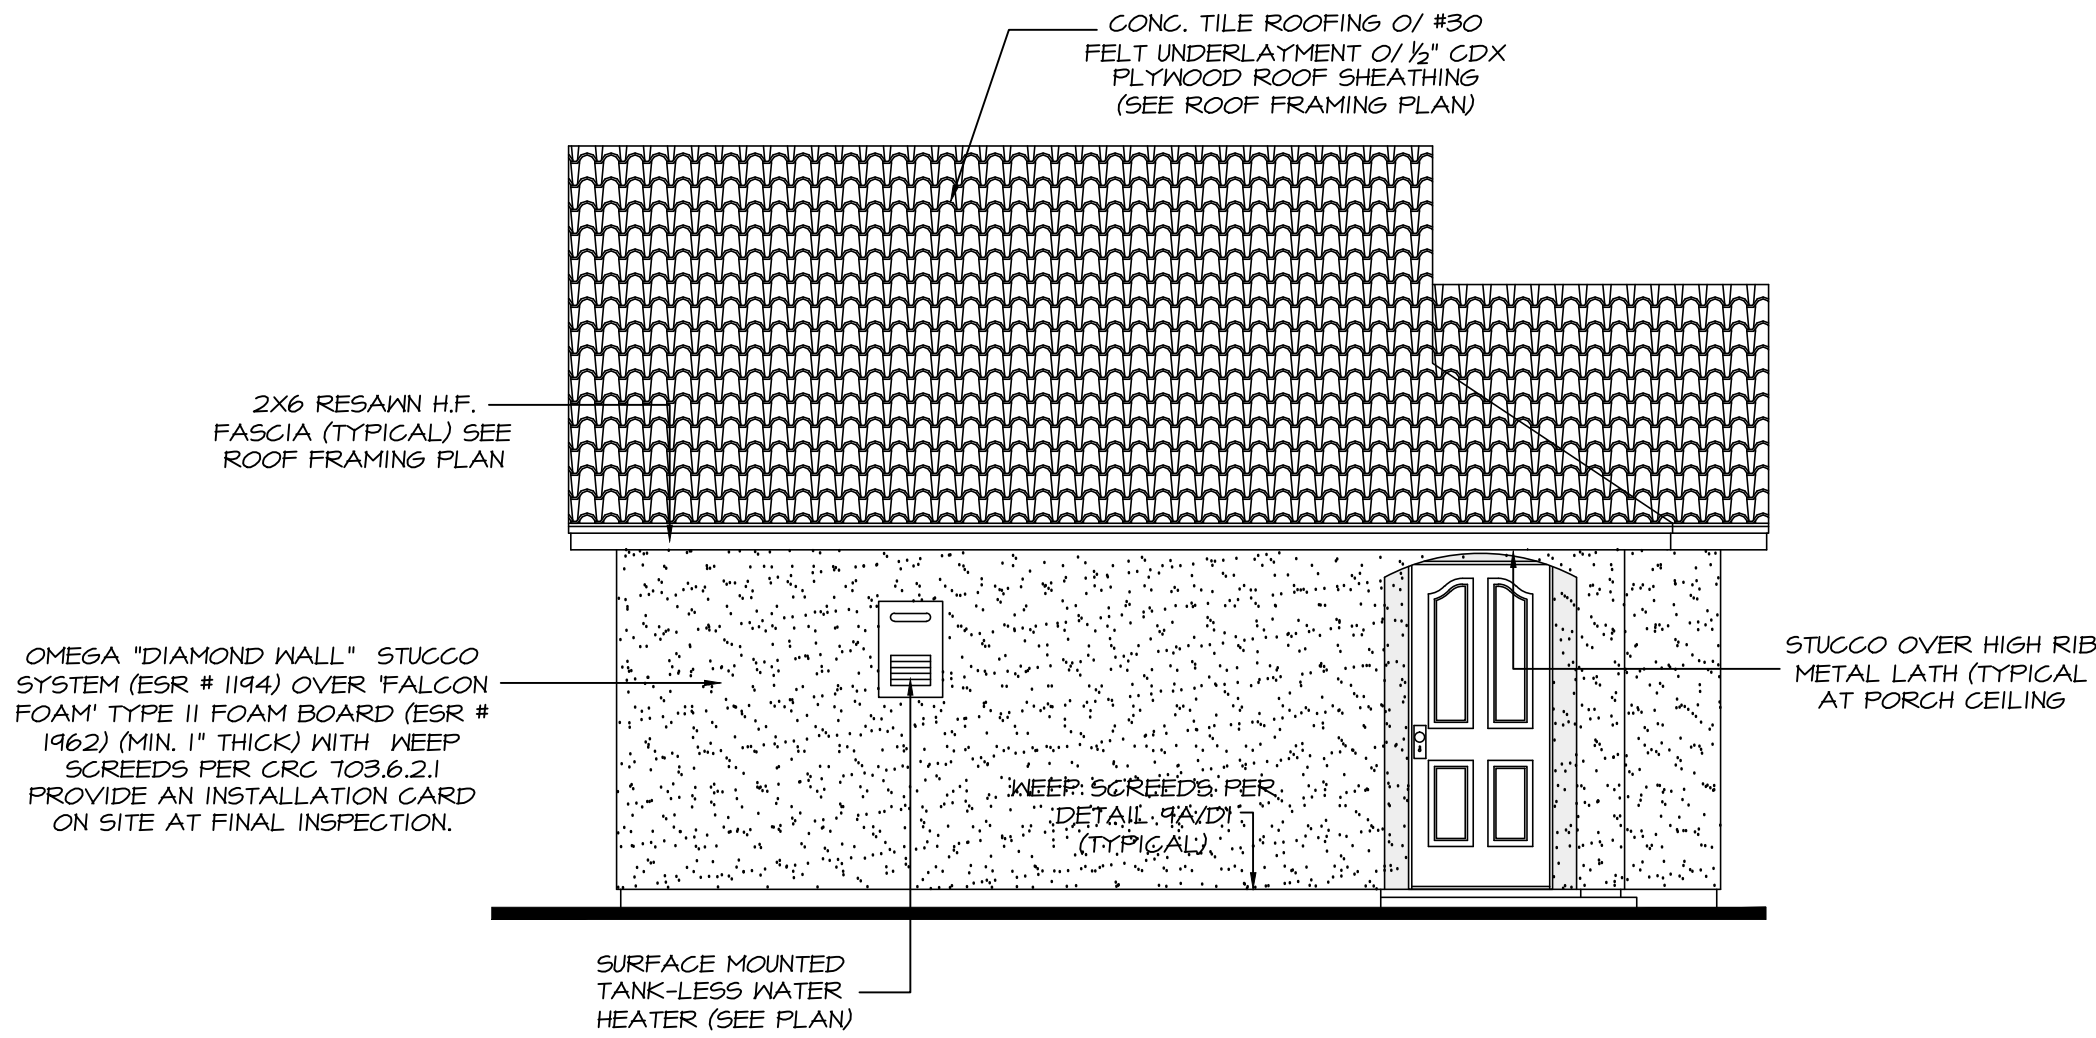 CONC. TILE ROOFING O/ #30
FELT UNDERLAYMENT O/ ½" CDX
PLYWOOD ROOF SHEATHING
(SEE ROOF FRAMING PLAN)
2X6 RESAWN H.F.
FASCIA (TYPICAL) SEE
ROOF FRAMING PLAN
OMEGA "DIAMOND WALL" STUCCO
SYSTEM (ESR # 1194) OVER 'FALCON
FOAM' TYPE II FOAM BOARD (ESR #
1962) (MIN. 1" THICK) WITH WEEP
SCREEDS PER CRC 703.6.2.1
PROVIDE AN INSTALLATION CARD
ON SITE AT FINAL INSPECTION.
STUCCO OVER HIGH RIB
METAL LATH (TYPICAL
AT PORCH CEILING
WEEP SCREEDS PER
DETAIL 9A/D1
(TYPICAL)
SURFACE MOUNTED
TANK-LESS WATER
HEATER (SEE PLAN)